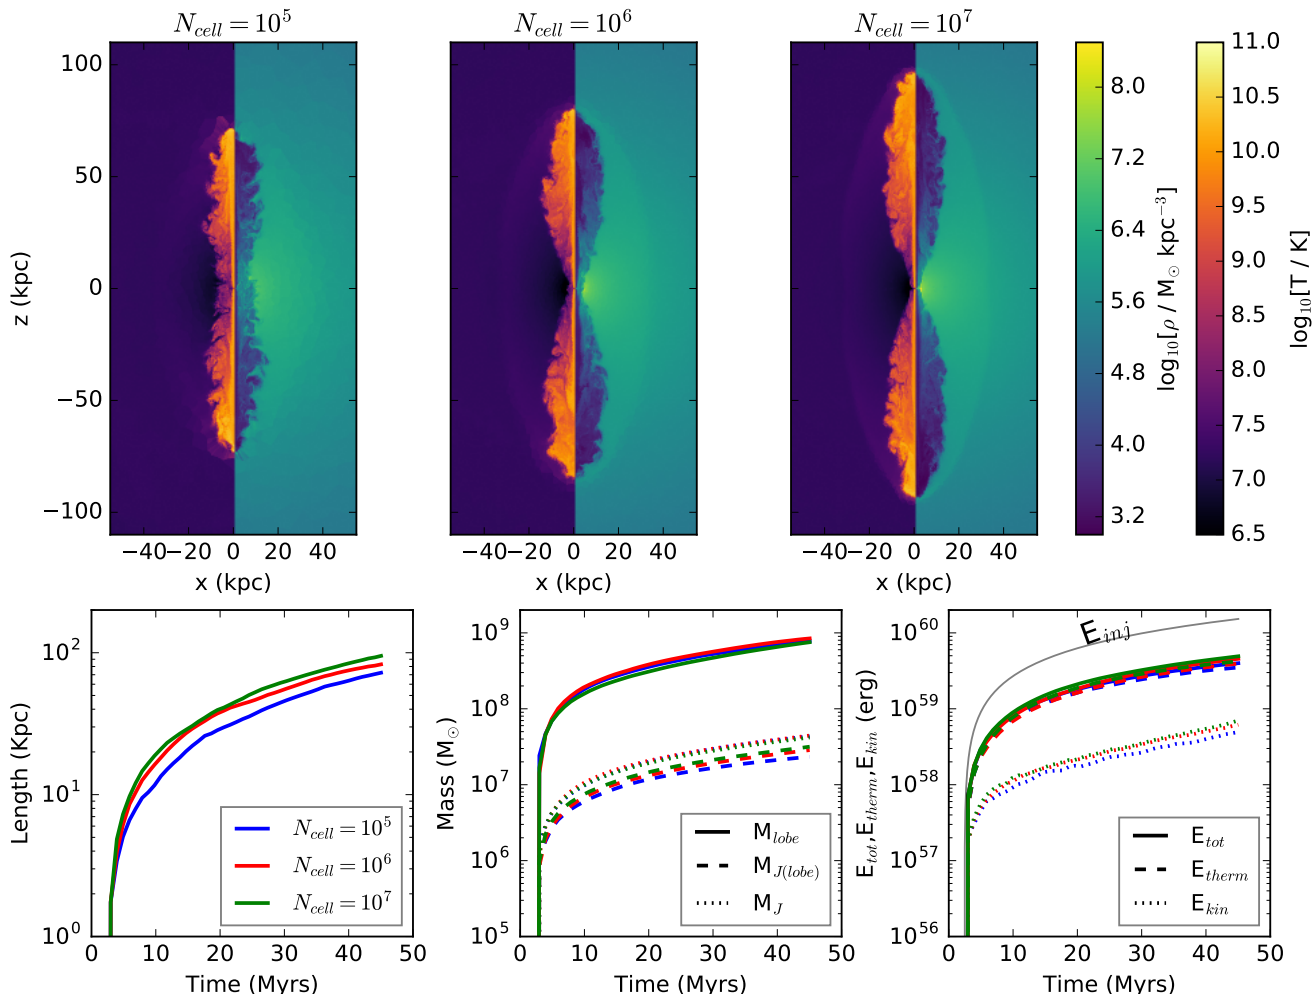 N_cell = 10^5
N_cell = 10^6
N_cell = 10^7
100
50
0
−50
−100
z (kpc)
−40 −20 0 20 40
−40 −20 0 20 40
−40 −20 0 20 40
x (kpc)
x (kpc)
x (kpc)
8.0
7.2
6.4
5.6
4.8
4.0
3.2
log₁₀[ρ / M⊙ kpc⁻³]
11.0
10.5
10.0
9.5
9.0
8.5
8.0
7.5
7.0
6.5
log₁₀[T / K]
10^2
10^1
10^0
Length (Kpc)
N_cell = 10^5
N_cell = 10^6
N_cell = 10^7
0 10 20 30 40 50
Time (Myrs)
10^9
10^8
10^7
10^6
10^5
Mass (M⊙)
M_lobe
M_J(lobe)
M_J
0 10 20 30 40 50
Time (Myrs)
10^60
10^59
10^58
10^57
10^56
E_tot, E_therm, E_kin (erg)
E_inj
E_tot
E_therm
E_kin
0 10 20 30 40 50
Time (Myrs)